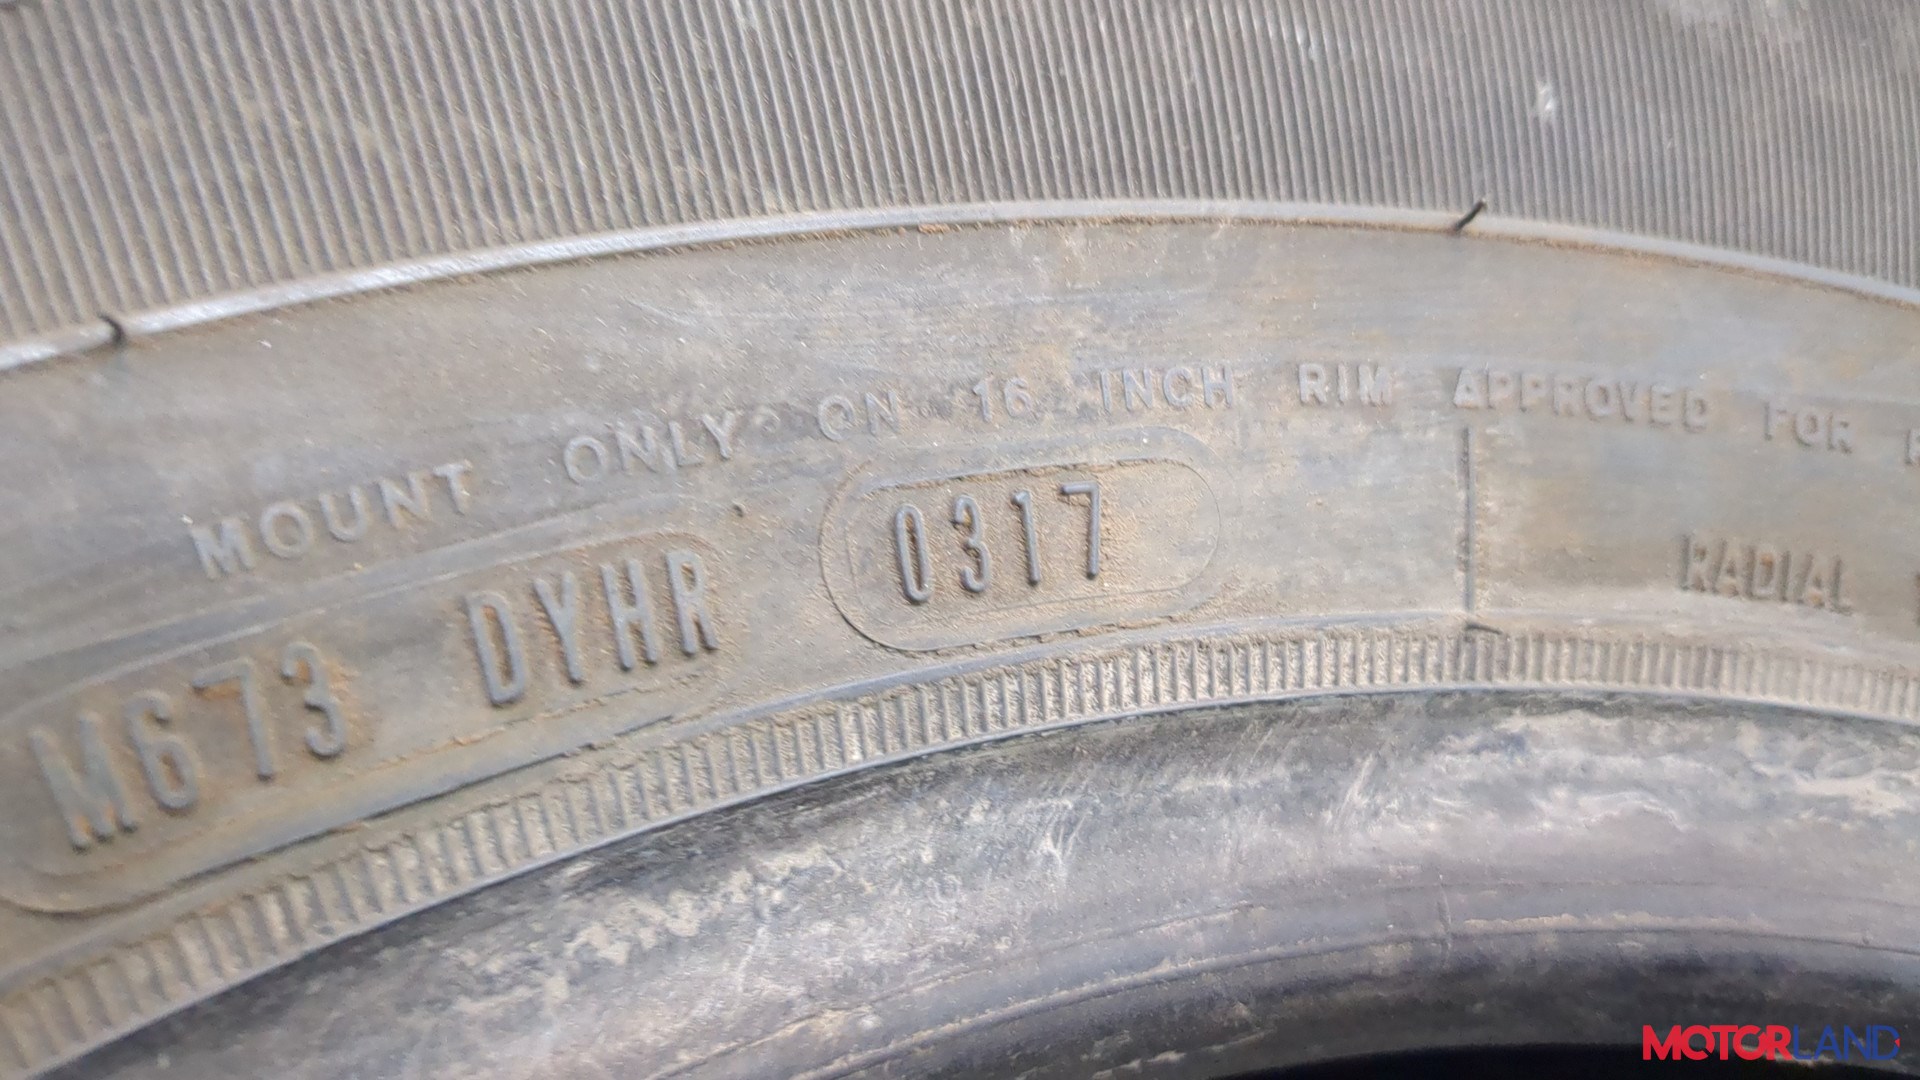 MOUNT ONLY ON 16 INCH RIM APPROVED FOR
M673 DYHR 0317
RADIAL
MOTORLAND